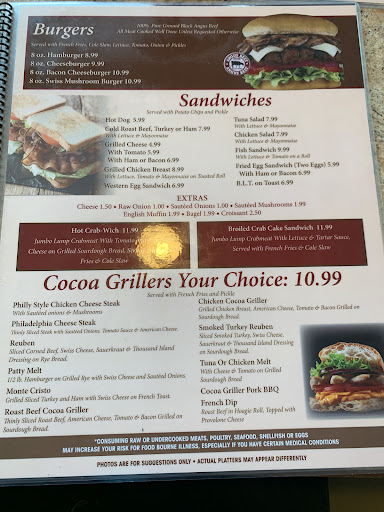 Burgers
100% Pure Ground Black Angus Beef
All Meat Cooked Well Done Unless Requested Otherwise
Served with French Fries, Cole Slaw, Lettuce, Tomato, Onion & Pickles
8 oz. Hamburger 8.99
8 oz. Cheeseburger 9.99
8 oz. Bacon Cheeseburger 10.99
8 oz. Swiss Mushroom Burger 10.99
Sandwiches
Served with Potato Chips and Pickle
Hot Dog 5.99
Cold Roast Beef, Turkey or Ham 7.99
With Lettuce & Mayonnaise
Grilled Cheese 4.99
With Tomato 5.99
With Ham or Bacon 6.99
Grilled Chicken Breast 8.99
With Lettuce, Tomato & Mayonnaise on Toasted Roll
Western Egg Sandwich 6.99
Tuna Salad 7.99
With Lettuce & Mayonnaise
Chicken Salad 7.99
With Lettuce & Mayonnaise
Fish Sandwich 9.99
With Lettuce & Tomato on a Roll
Fried Egg Sandwich (Two Eggs) 5.99
With Ham or Bacon 6.99
B.L.T. on Toast 6.99
EXTRAS
Cheese 1.50 • Raw Onion 1.00 • Sautéed Onions 1.00 • Sautéed Mushrooms 1.99
English Muffin 1.99 • Bagel 1.99 • Croissant 2.50
Hot Crab-Wich 11.99
Jumbo Lump Crabmeat With Tomato
Cheese on Grilled Sourdough Bread,
Fries & Cole Slaw
Broiled Crab Cake Sandwich 11.99
Jumbo Lump Crabmeat With Lettuce & Tartar Sauce,
Served with French Fries & Cole Slaw
Cocoa Grillers Your Choice: 10.99
Served with French Fries and Pickle
Philly Style Chicken Cheese Steak
With Sautéed onions & Mushrooms
Philadelphia Cheese Steak
Thinly Sliced Steak with Sautéed Onions, Tomato Sauce & American Cheese.
Reuben
Sliced Corned Beef, Swiss Cheese, Sauerkraut & Thousand Island
Dressing on Rye Bread.
Patty Melt
1/2 lb. Hamburger on Grilled Rye with Swiss Cheese and Sautéed Onions.
Monte Cristo
Grilled Sliced Turkey and Ham with Swiss Cheese on French Toast.
Roast Beef Cocoa Griller
Thinly Sliced Roast Beef, American Cheese, Tomato & Bacon Grilled on
Sourdough Bread.
Chicken Cocoa Griller
Grilled Chicken Breast, American Cheese, Tomato & Bacon Grilled on
Sourdough Bread.
Smoked Turkey Reuben
Sliced Smoked Turkey, Swiss Cheese,
Sauerkraut & Thousand Island Dressing
on Sourdough Bread.
Tuna Or Chicken Melt
With Cheese & Tomato on Grilled
Sourdough Bread
Cocoa Griller Pork BBQ
French Dip
Roast Beef in Hoagie Roll, Topped with
Provolone Cheese
*CONSUMING RAW OR UNDERCOOKED MEATS, POULTRY, SEAFOOD, SHELLFISH OR EGGS
MAY INCREASE YOUR RISK FOR FOOD BOURNE ILLNESS, ESPECIALLY IF YOU HAVE CERTAIN MEDICAL CONDITIONS
PHOTOS ARE FOR SUGGESTIONS ONLY • ACTUAL PLATTERS MAY APPEAR DIFFERENTLY